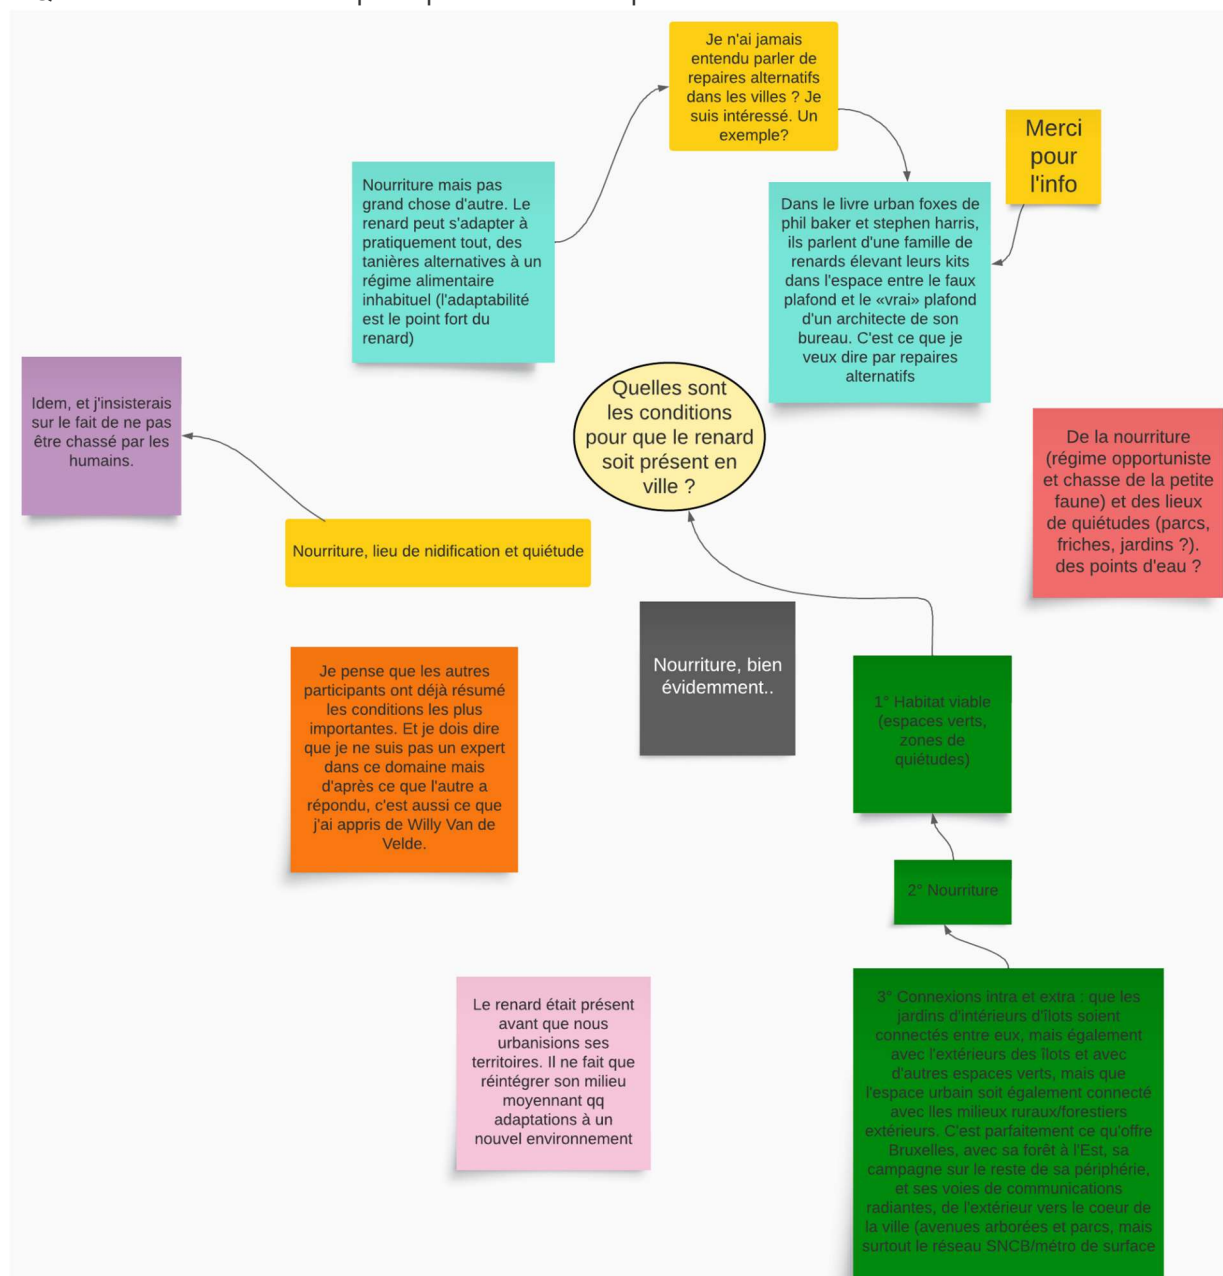 Je n'ai jamais
entendu parler de
repaires alternatifs
dans les villes ? Je
suis intéressé. Un
exemple?
Merci
pour
l'info
Nourriture mais pas
grand chose d'autre. Le
renard peut s'adapter à
pratiquement tout, des
tanières alternatives à un
régime alimentaire
inhabituel (l'adaptabilité
est le point fort du
renard)
Dans le livre urban foxes de
phil baker et stephen harris,
ils parlent d'une famille de
renards élevant leurs kits
dans l'espace entre le faux
plafond et le «vrai» plafond
d'un architecte de son
bureau. C'est ce que je
veux dire par repaires
alternatifs
Idem, et j'insisterais
sur le fait de ne pas
être chassé par les
humains.
Quelles sont
les conditions
pour que le renard
soit présent en
ville ?
De la nourriture
(régime opportuniste
et chasse de la petite
faune) et des lieux
de quiétudes (parcs,
friches, jardins ?).
des points d'eau ?
Nourriture, lieu de nidification et quiétude
Nourriture, bien
évidemment..
Je pense que les autres
participants ont déjà résumé
les conditions les plus
importantes. Et je dois dire
que je ne suis pas un expert
dans ce domaine mais
d'après ce que l'autre a
répondu, c'est aussi ce que
j'ai appris de Willy Van de
Velde.
1° Habitat viable
(espaces verts,
zones de
quiétudes)
2° Nourriture
Le renard était présent
avant que nous
urbanisions ses
territoires. Il ne fait que
réintégrer son milieu
moyennant qq
adaptations à un
nouvel environnement
3° Connexions intra et extra : que les
jardins d'intérieurs d'îlots soient
connectés entre eux, mais également
avec l'extérieurs des îlots et avec
d'autres espaces verts, mais que
l'espace urbain soit également connecté
avec lles milieux ruraux/forestiers
extérieurs. C'est parfaitement ce qu'offre
Bruxelles, avec sa forêt à l'Est, sa
campagne sur le reste de sa périphérie,
et ses voies de communications
radiantes, de l'extérieur vers le coeur de
la ville (avenues arborées et parcs, mais
surtout le réseau SNCB/métro de surface